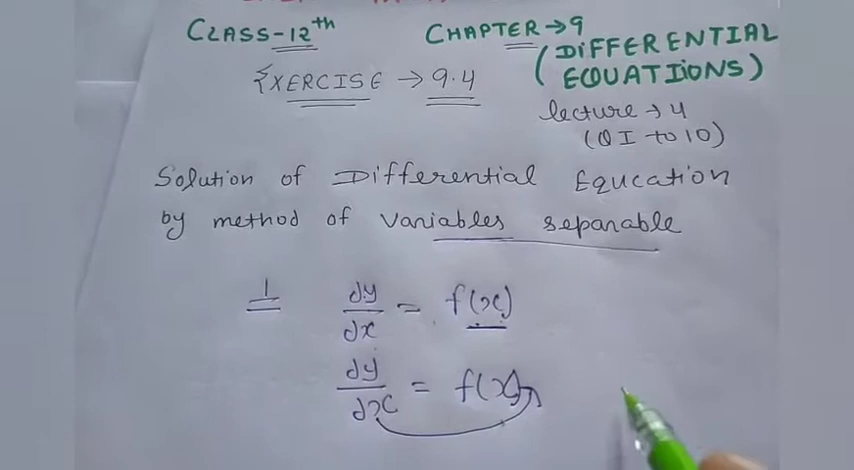 CLASS-12th
CHAPTER→9
(DIFFERENTIAL
EQUATIONS)
EXERCISE → 9.4
lecture → 4
(Q1 to 10)
Solution of Differential Equcation
by method of variables separable
1 dy/dx = f(x)
dy/dx = f(x)